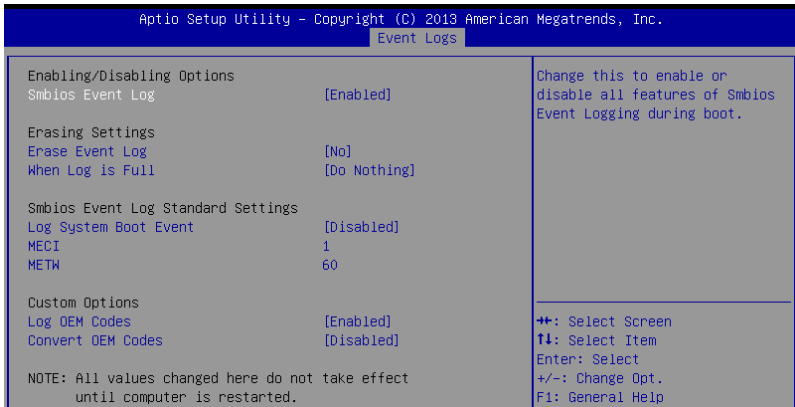 Aptio Setup Utility – Copyright (C) 2013 American Megatrends, Inc.
Event Logs
Enabling/Disabling Options
Smbios Event Log [Enabled]
Erasing Settings
Erase Event Log [No]
When Log is Full [Do Nothing]
Smbios Event Log Standard Settings
Log System Boot Event [Disabled]
MECI 1
METW 60
Custom Options
Log OEM Codes [Enabled]
Convert OEM Codes [Disabled]
NOTE: All values changed here do not take effect
until computer is restarted.
Change this to enable or
disable all features of Smbios
Event Logging during boot.
→←: Select Screen
↑↓: Select Item
Enter: Select
+/-: Change Opt.
F1: General Help